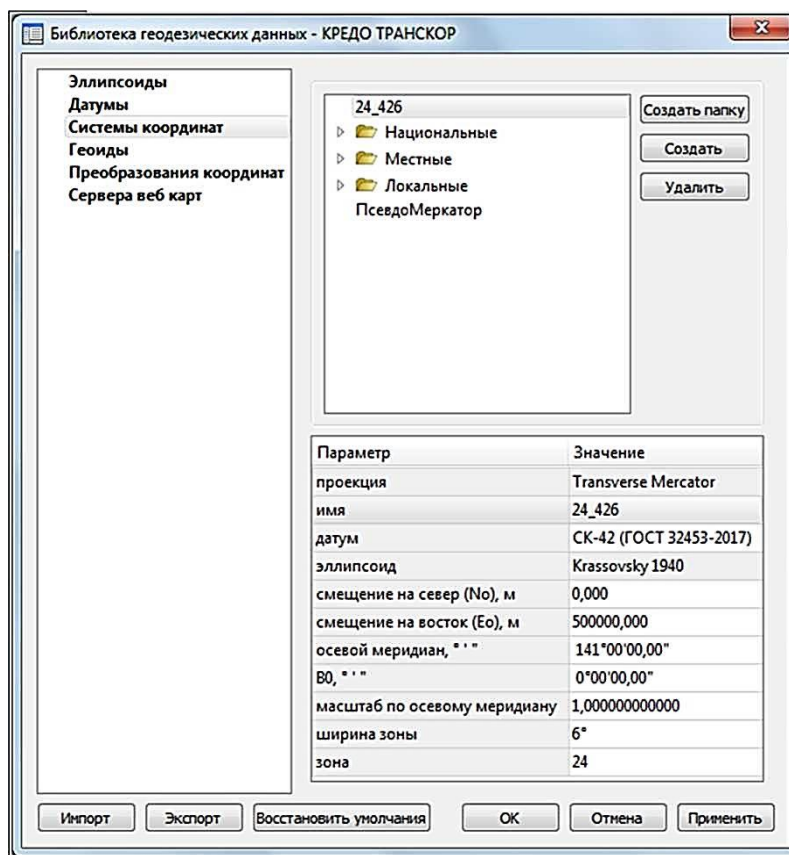 Библиотека геодезических данных - КРЕДО ТРАНСКОР
Эллипсоиды
Датумы
Системы координат
Геоиды
Преобразования координат
Сервера веб карт
24_426
Национальные
Местные
Локальные
ПсевдоМеркатор
Создать папку
Создать
Удалить
Параметр Значение
проекция Transverse Mercator
имя 24_426
датум СК-42 (ГОСТ 32453-2017)
эллипсоид Krassovsky 1940
смещение на север (No), м 0,000
смещение на восток (Eo), м 500000,000
осевой меридиан, ° ' " 141°00'00,00"
B0, ° ' " 0°00'00,00"
масштаб по осевому меридиану 1,000000000000
ширина зоны 6°
зона 24
Импорт Экспорт Восстановить умолчания ОК Отмена Применить